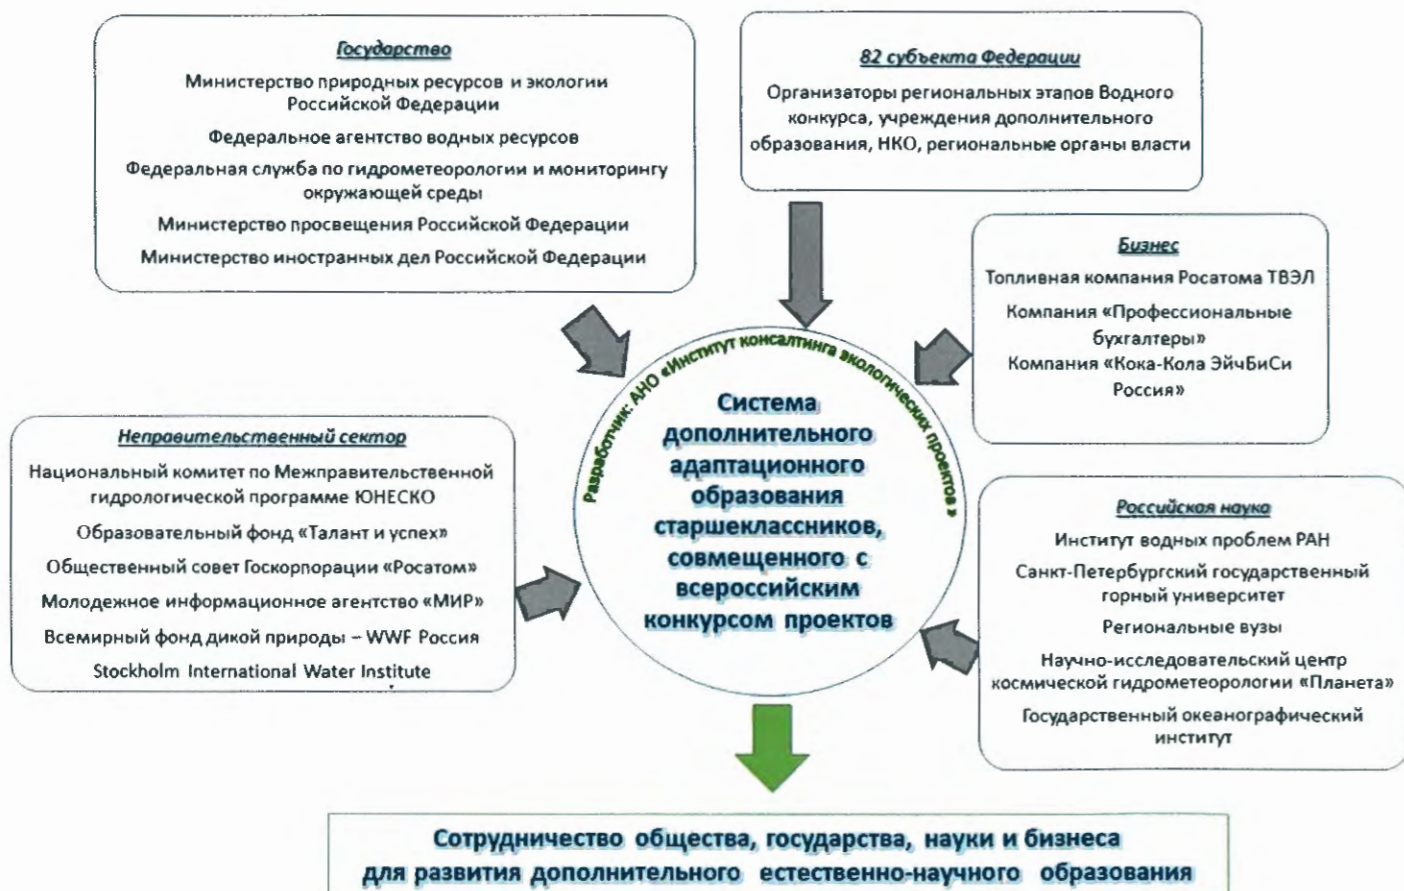 Государство
Министерство природных ресурсов и экологии
Российской Федерации
Федеральное агентство водных ресурсов
Федеральная служба по гидрометеорологии и мониторингу
окружающей среды
Министерство просвещения Российской Федерации
Министерство иностранных дел Российской Федерации
82 субъекта Федерации
Организаторы региональных этапов Водного
конкурса, учреждения дополнительного
образования, НКО, региональные органы власти
Бизнес
Топливная компания Росатома ТВЭЛ
Компания «Профессиональные
бухгалтеры»
Компания «Кока-Кола ЭйчБиСи
Россия»
Разработчик: АНО «Институт консалтинга экологических проектов»
Система
дополнительного
адаптационного
образования
старшеклассников,
совмещенного с
всероссийским
конкурсом проектов
Неправительственный сектор
Национальный комитет по Межправительственной
гидрологической программе ЮНЕСКО
Образовательный фонд «Талант и успех»
Общественный совет Госкорпорации «Росатом»
Молодежное информационное агентство «МИР»
Всемирный фонд дикой природы – WWF Россия
Stockholm International Water Institute
Российская наука
Институт водных проблем РАН
Санкт-Петербургский государственный
горный университет
Региональные вузы
Научно-исследовательский центр
космической гидрометеорологии «Планета»
Государственный океанографический
институт
Сотрудничество общества, государства, науки и бизнеса
для развития дополнительного естественно-научного образования